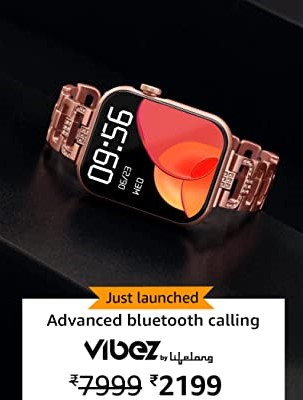 09:56
06/23
WED
Just launched
Advanced bluetooth calling
Vibez by Lifelong
₹7999 ₹2199